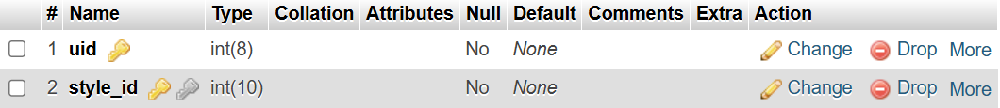 # Name Type Collation Attributes Null Default Comments Extra Action
1 uid int(8) No None Change Drop More
2 style_id int(10) No None Change Drop More